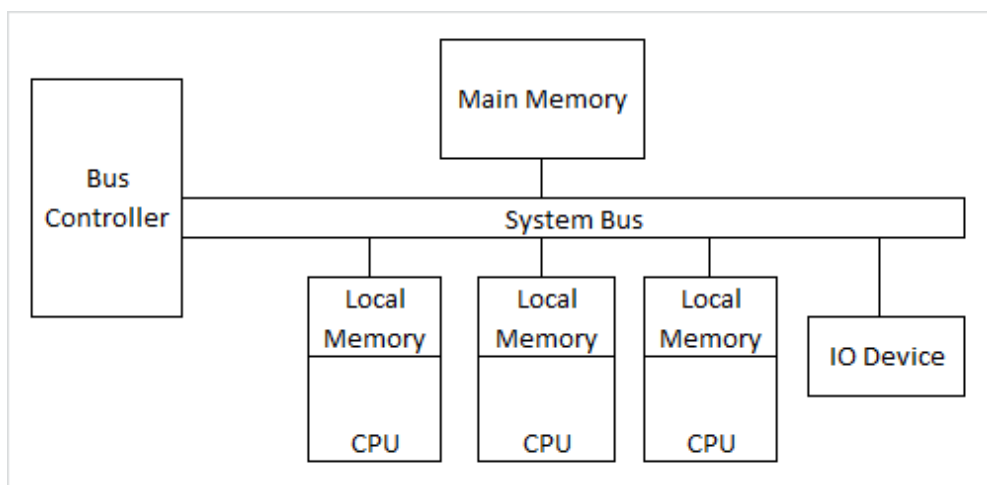 Main Memory
Bus
Controller
System Bus
Local
Memory
CPU
Local
Memory
CPU
Local
Memory
CPU
IO Device